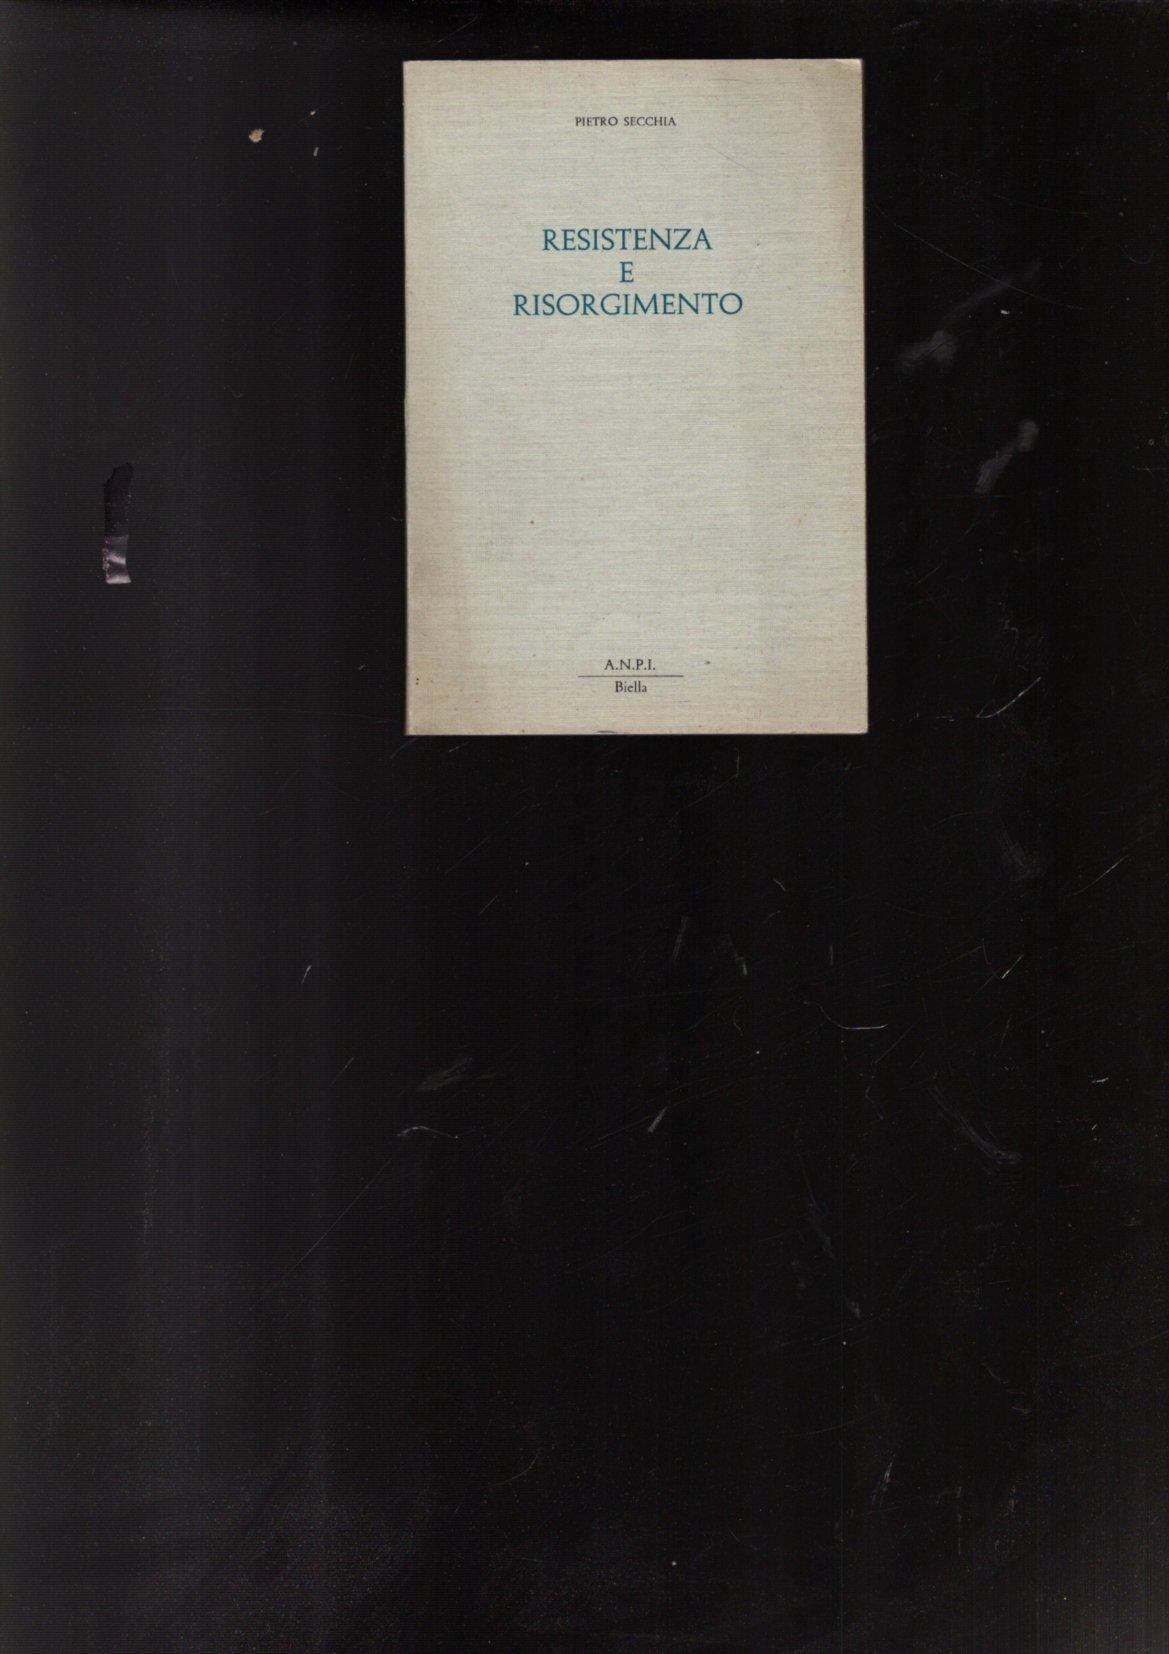 PIETRO SECCHIA
RESISTENZA
E
RISORGIMENTO
A.N.P.I.
Biella